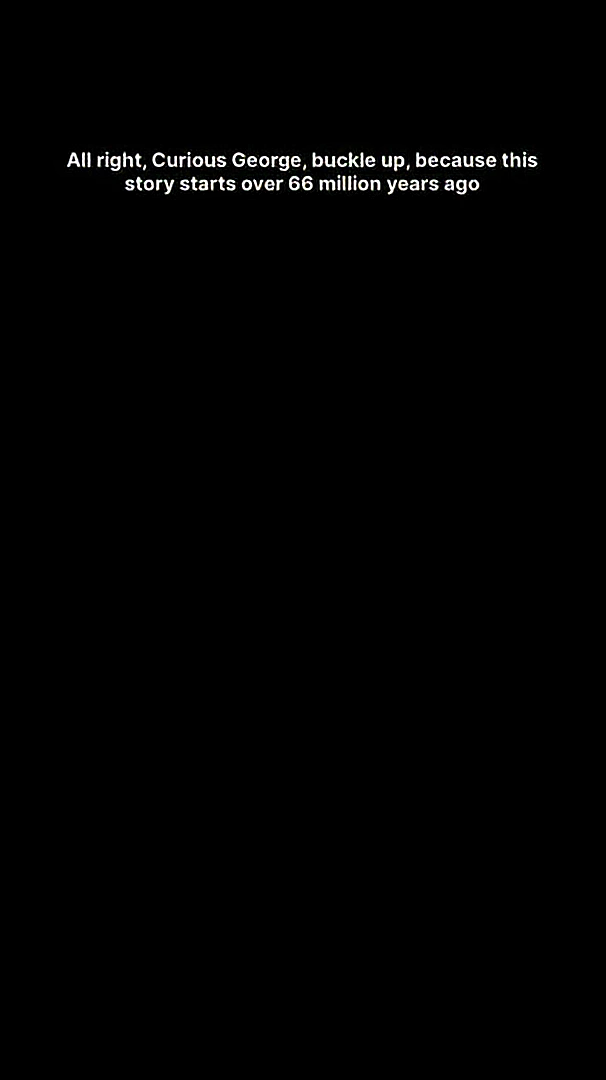 All right, Curious George, buckle up, because this
story starts over 66 million years ago